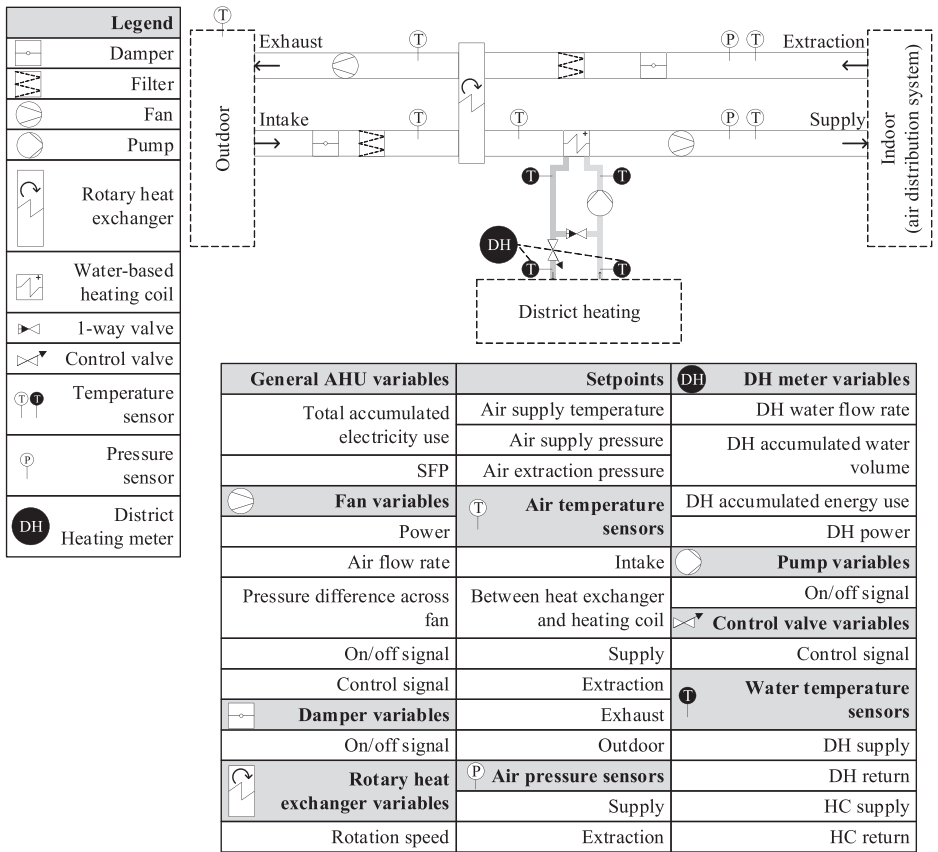 Legend
Damper
Filter
Fan
Pump
Rotary heat
exchanger
Water-based
heating coil
1-way valve
Control valve
T T
Temperature
sensor
P
Pressure
sensor
DH
District
Heating meter
T
Exhaust
T
P T
Extraction
Outdoor
Intake
T
T
P T
Supply
Indoor
(air distribution system)
T
T
DH
T
T
District heating
General AHU variables
Total accumulated
electricity use
SFP
Fan variables
Power
Air flow rate
Pressure difference across
fan
On/off signal
Control signal
Damper variables
On/off signal
Rotary heat
exchanger variables
Rotation speed
Setpoints
Air supply temperature
Air supply pressure
Air extraction pressure
T
Air temperature
sensors
Intake
Between heat exchanger
and heating coil
Supply
Extraction
Exhaust
Outdoor
P Air pressure sensors
Supply
Extraction
DH DH meter variables
DH water flow rate
DH accumulated water
volume
DH accumulated energy use
DH power
Pump variables
On/off signal
Control valve variables
Control signal
T
Water temperature
sensors
DH supply
DH return
HC supply
HC return